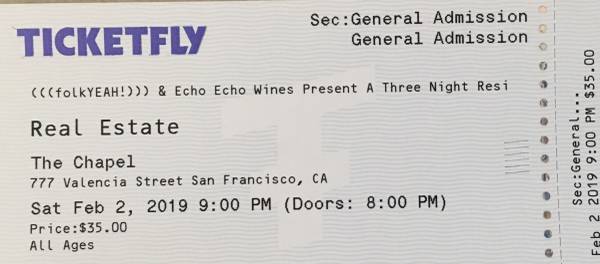 TICKETFLY
Sec:General Admission
General Admission
(((folkYEAH!))) & Echo Echo Wines Present A Three Night Resi
Real Estate
The Chapel
777 Valencia Street San Francisco, CA
Sat Feb 2, 2019 9:00 PM (Doors: 8:00 PM)
Price:$35.00
All Ages
Sec:General...
Feb 2 2019 9:00 PM $35.00